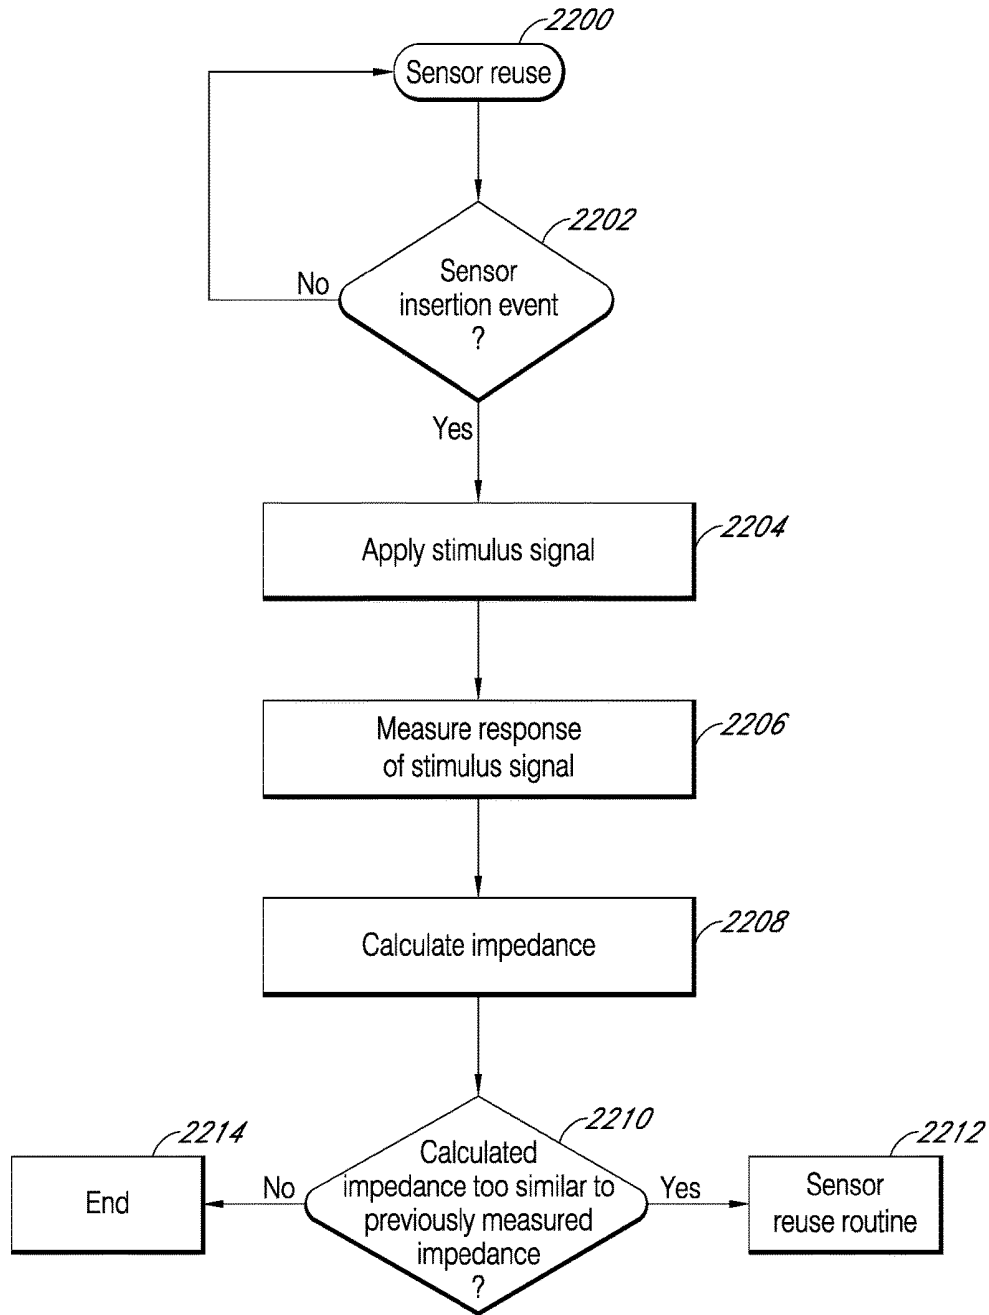 2200
Sensor reuse
2202
Sensor
insertion event
?
No
Yes
2204
Apply stimulus signal
2206
Measure response
of stimulus signal
2208
Calculate impedance
2210
Calculated
impedance too similar to
previously measured
impedance
?
No
Yes
2214
End
2212
Sensor
reuse routine